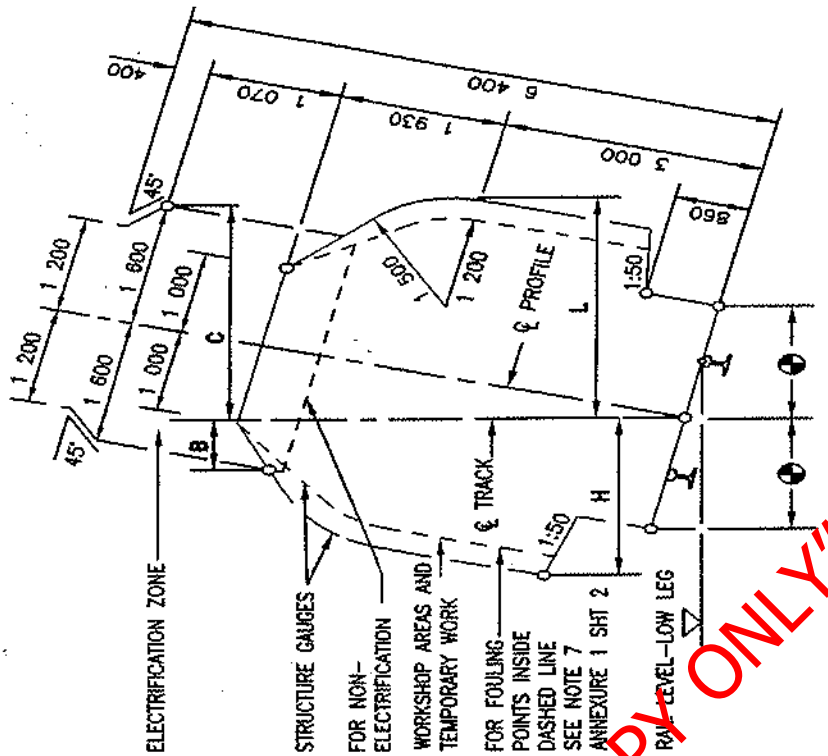 400
1 200
1 200
45°
45°
1 600
1 600
1 000
1 000
C
B
1 070
1 930
6 400
3 000
860
1 500
1 200
1:50
1:50
L
H
℄ PROFILE
℄ TRACK
ELECTRIFICATION ZONE
STRUCTURE GAUGES
FOR NON-
ELECTRIFICATION
WORKSHOP AREAS AND
TEMPORARY WORK
FOR FOULING
POINTS INSIDE
DASHED LINE
SEE NOTE 7
ANNEXURE 1 SHT 2
LEVEL-LOW LEG
ONLY"